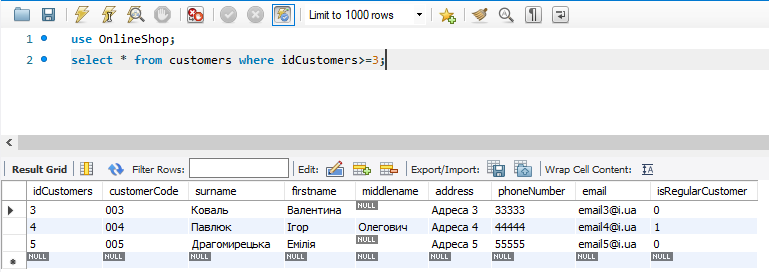 Limit to 1000 rows
1 use OnlineShop;
2 select * from customers where idCustomers>=3;
Result Grid Filter Rows: Edit: Export/Import: Wrap Cell Content: IA
idCustomers customerCode surname firstname middlename address phoneNumber email isRegularCustomer
3 003 Коваль Валентина NULL Адреса 3 33333 email3@i.ua 0
4 004 Павлюк Ігор Олегович Адреса 4 44444 email4@i.ua 1
5 005 Драгомирецька Емілія NULL Адреса 5 55555 email5@i.ua 0
NULL NULL NULL NULL NULL NULL NULL NULL NULL